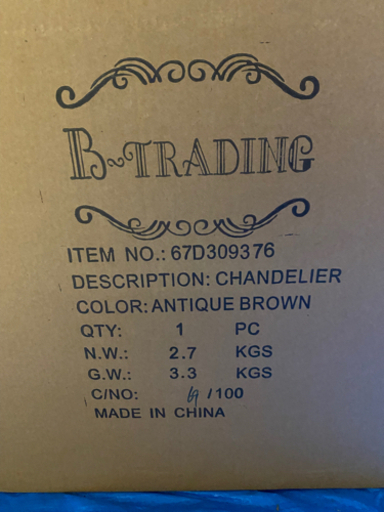 B~TRADING
ITEM NO.: 67D309376
DESCRIPTION: CHANDELIER
COLOR: ANTIQUE BROWN
QTY: 1 PC
N.W.: 2.7 KGS
G.W.: 3.3 KGS
C/NO: 69 /100
MADE IN CHINA